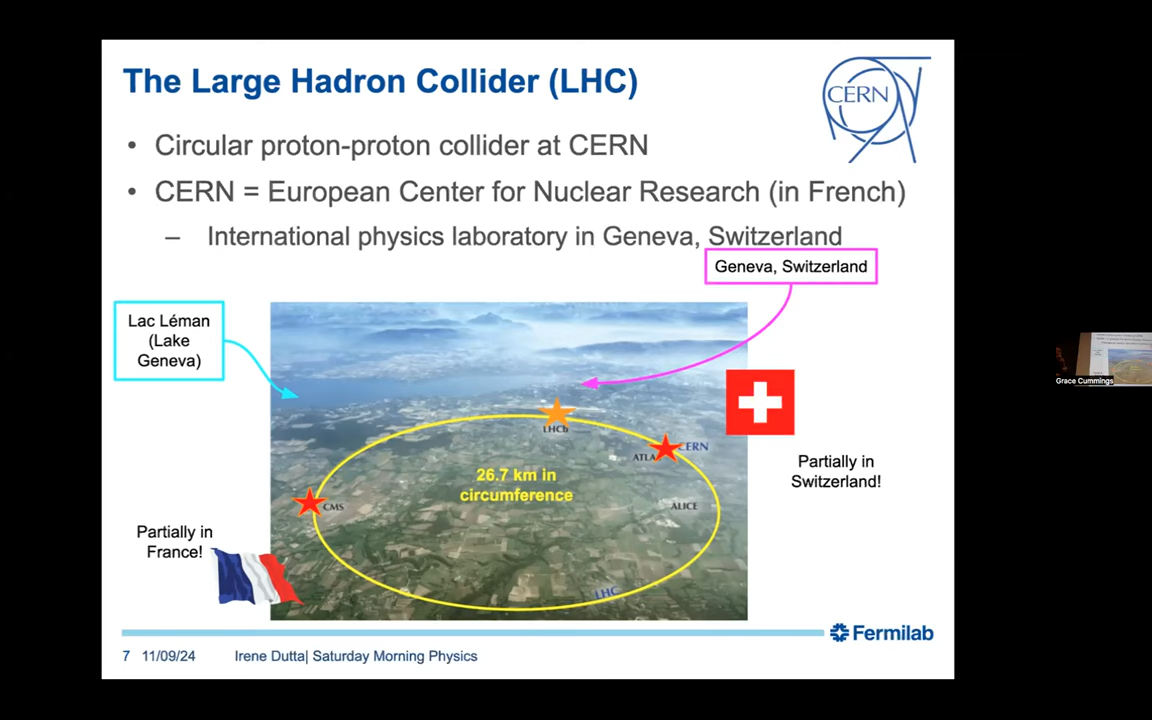 The Large Hadron Collider (LHC)
CERN
• Circular proton-proton collider at CERN
• CERN = European Center for Nuclear Research (in French)
– International physics laboratory in Geneva, Switzerland
Geneva, Switzerland
Lac Léman
(Lake
Geneva)
LHCb
CERN
ATLA
26.7 km in
circumference
Partially in
Switzerland!
CMS
ALICE
Partially in
France!
LHC
Fermilab
7 11/09/24 Irene Dutta| Saturday Morning Physics
Grace Cummings